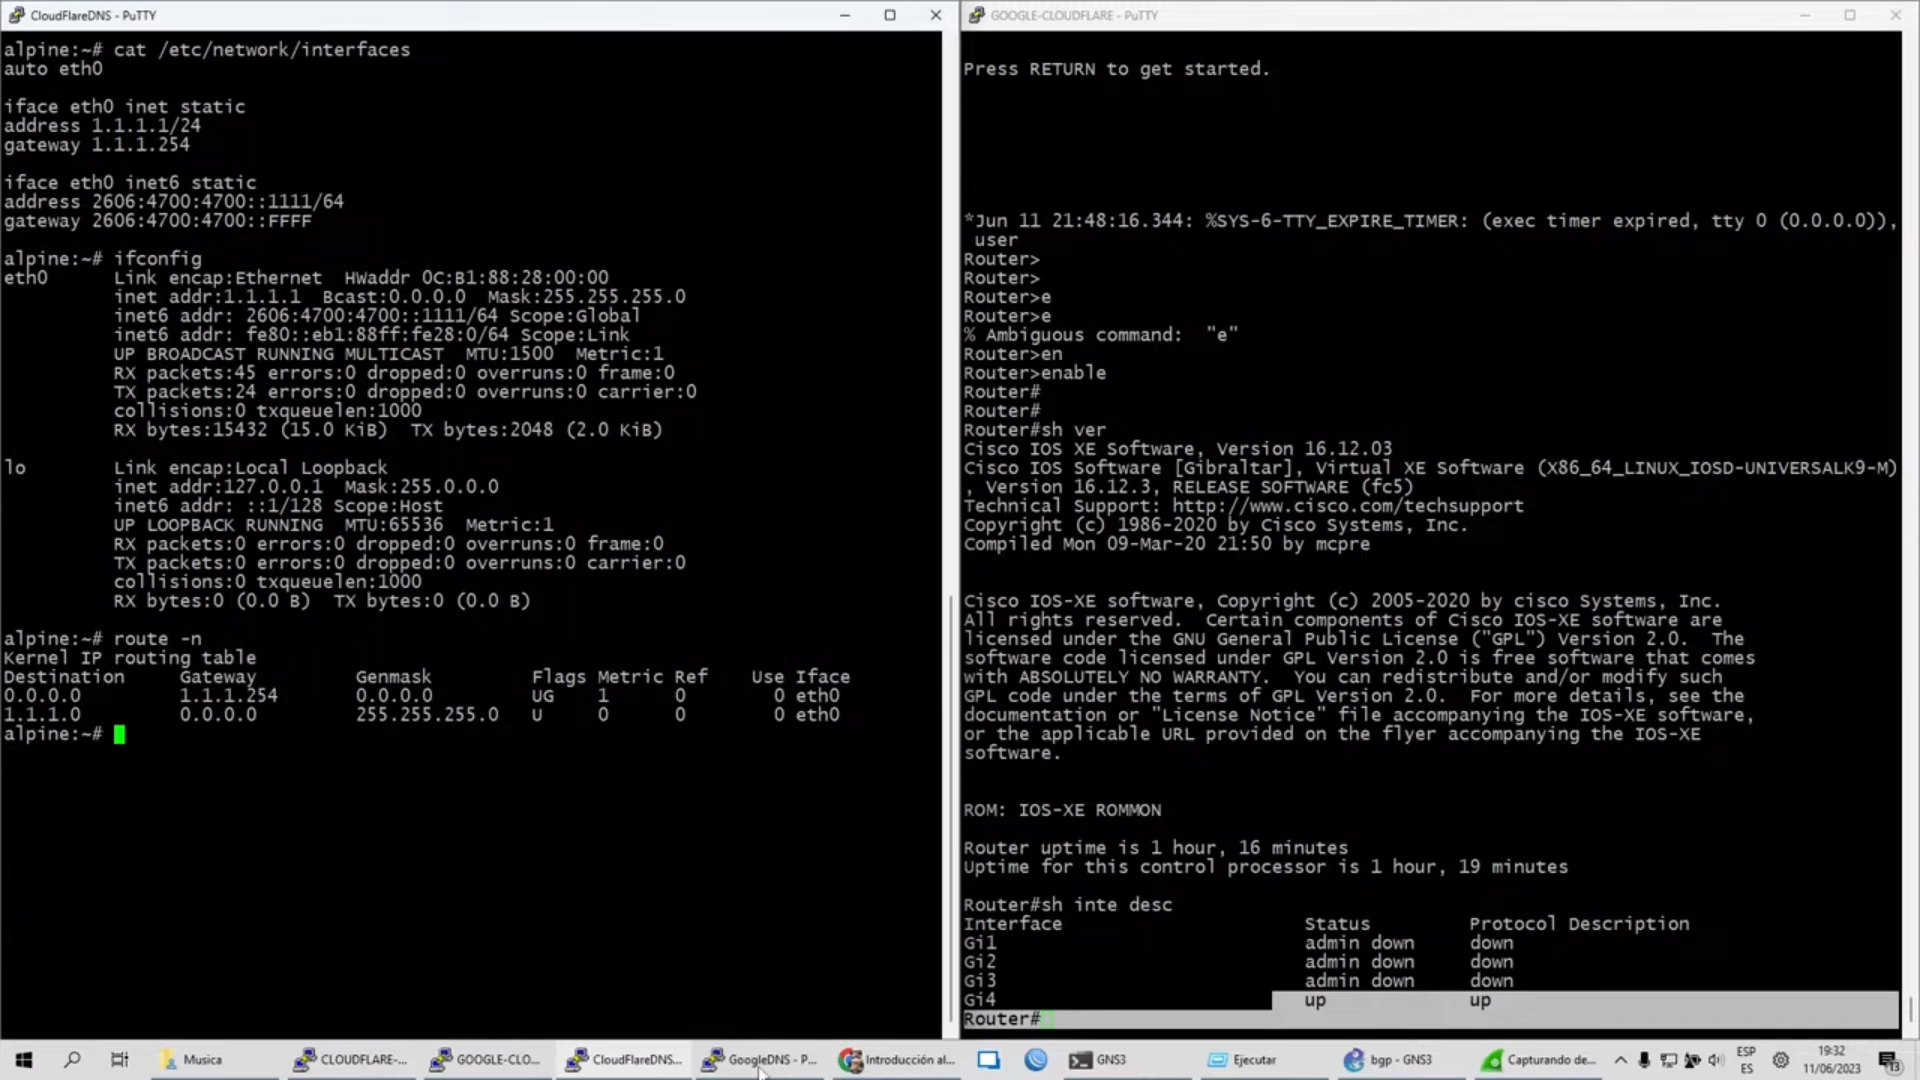 CloudFlareDNS - PuTTY
alpine:~# cat /etc/network/interfaces
auto eth0
iface eth0 inet static
address 1.1.1.1/24
gateway 1.1.1.254
iface eth0 inet6 static
address 2606:4700:4700::1111/64
gateway 2606:4700:4700::FFFF
alpine:~# ifconfig
eth0      Link encap:Ethernet  HWaddr 0C:B1:88:28:00:00
inet addr:1.1.1.1  Bcast:0.0.0.0  Mask:255.255.255.0
inet6 addr: 2606:4700:4700::1111/64 Scope:Global
inet6 addr: fe80::eb1:88ff:fe28:0/64 Scope:Link
UP BROADCAST RUNNING MULTICAST  MTU:1500  Metric:1
RX packets:45 errors:0 dropped:0 overruns:0 frame:0
TX packets:24 errors:0 dropped:0 overruns:0 carrier:0
collisions:0 txqueuelen:1000
RX bytes:15432 (15.0 KiB)  TX bytes:2048 (2.0 KiB)
lo        Link encap:Local Loopback
inet addr:127.0.0.1  Mask:255.0.0.0
inet6 addr: ::1/128 Scope:Host
UP LOOPBACK RUNNING  MTU:65536  Metric:1
RX packets:0 errors:0 dropped:0 overruns:0 frame:0
TX packets:0 errors:0 dropped:0 overruns:0 carrier:0
collisions:0 txqueuelen:1000
RX bytes:0 (0.0 B)  TX bytes:0 (0.0 B)
alpine:~# route -n
Kernel IP routing table
Destination     Gateway         Genmask         Flags Metric Ref    Use Iface
0.0.0.0         1.1.1.254       0.0.0.0         UG    1      0        0 eth0
1.1.1.0         0.0.0.0         255.255.255.0   U     0      0        0 eth0
alpine:~#
GOOGLE-CLOUDFLARE - PuTTY
Press RETURN to get started.
*Jun 11 21:48:16.344: %SYS-6-TTY_EXPIRE_TIMER: (exec timer expired, tty 0 (0.0.0.0)),
user
Router>
Router>
Router>e
Router>e
% Ambiguous command:  "e"
Router>en
Router>enable
Router#
Router#
Router#sh ver
Cisco IOS XE Software, Version 16.12.03
Cisco IOS Software [Gibraltar], Virtual XE Software (X86_64_LINUX_IOSD-UNIVERSALK9-M)
, Version 16.12.3, RELEASE SOFTWARE (fc5)
Technical Support: http://www.cisco.com/techsupport
Copyright (c) 1986-2020 by Cisco Systems, Inc.
Compiled Mon 09-Mar-20 21:50 by mcpre
Cisco IOS-XE software, Copyright (c) 2005-2020 by cisco Systems, Inc.
All rights reserved.  Certain components of Cisco IOS-XE software are
licensed under the GNU General Public License ("GPL") Version 2.0.  The
software code licensed under GPL Version 2.0 is free software that comes
with ABSOLUTELY NO WARRANTY.  You can redistribute and/or modify such
GPL code under the terms of GPL Version 2.0.  For more details, see the
documentation or "License Notice" file accompanying the IOS-XE software,
or the applicable URL provided on the flyer accompanying the IOS-XE
software.
ROM: IOS-XE ROMMON
Router uptime is 1 hour, 16 minutes
Uptime for this control processor is 1 hour, 19 minutes
Router#sh inte desc
Interface                      Status         Protocol Description
Gi1                            admin down     down
Gi2                            admin down     down
Gi3                            admin down     down
Gi4                            up             up
Router#
Musica
CLOUDFLARE-...
GOOGLE-CLO...
CloudFlareDNS...
GoogleDNS - P...
Introducción al...
GNS3
Ejecutar
bgp - GNS3
Capturando de...
ESP
ES
19:32
11/06/2023
13